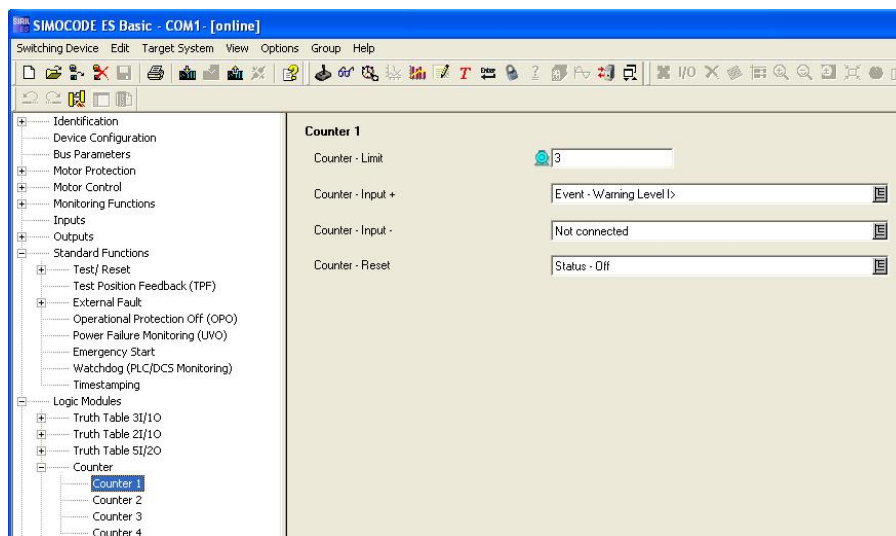 SIMOCODE ES Basic - COM1 - [online]
Switching Device Edit Target System View Options Group Help
Identification
Device Configuration
Bus Parameters
Motor Protection
Motor Control
Monitoring Functions
Inputs
Outputs
Standard Functions
Test/ Reset
Test Position Feedback (TPF)
External Fault
Operational Protection Off (OPO)
Power Failure Monitoring (UVO)
Emergency Start
Watchdog (PLC/DCS Monitoring)
Timestamping
Logic Modules
Truth Table 3I/1O
Truth Table 2I/1O
Truth Table 5I/2O
Counter
Counter 1
Counter 2
Counter 3
Counter 4
Counter 1
Counter - Limit 3
Counter - Input + Event - Warning Level I>
Counter - Input - Not connected
Counter - Reset Status - Off